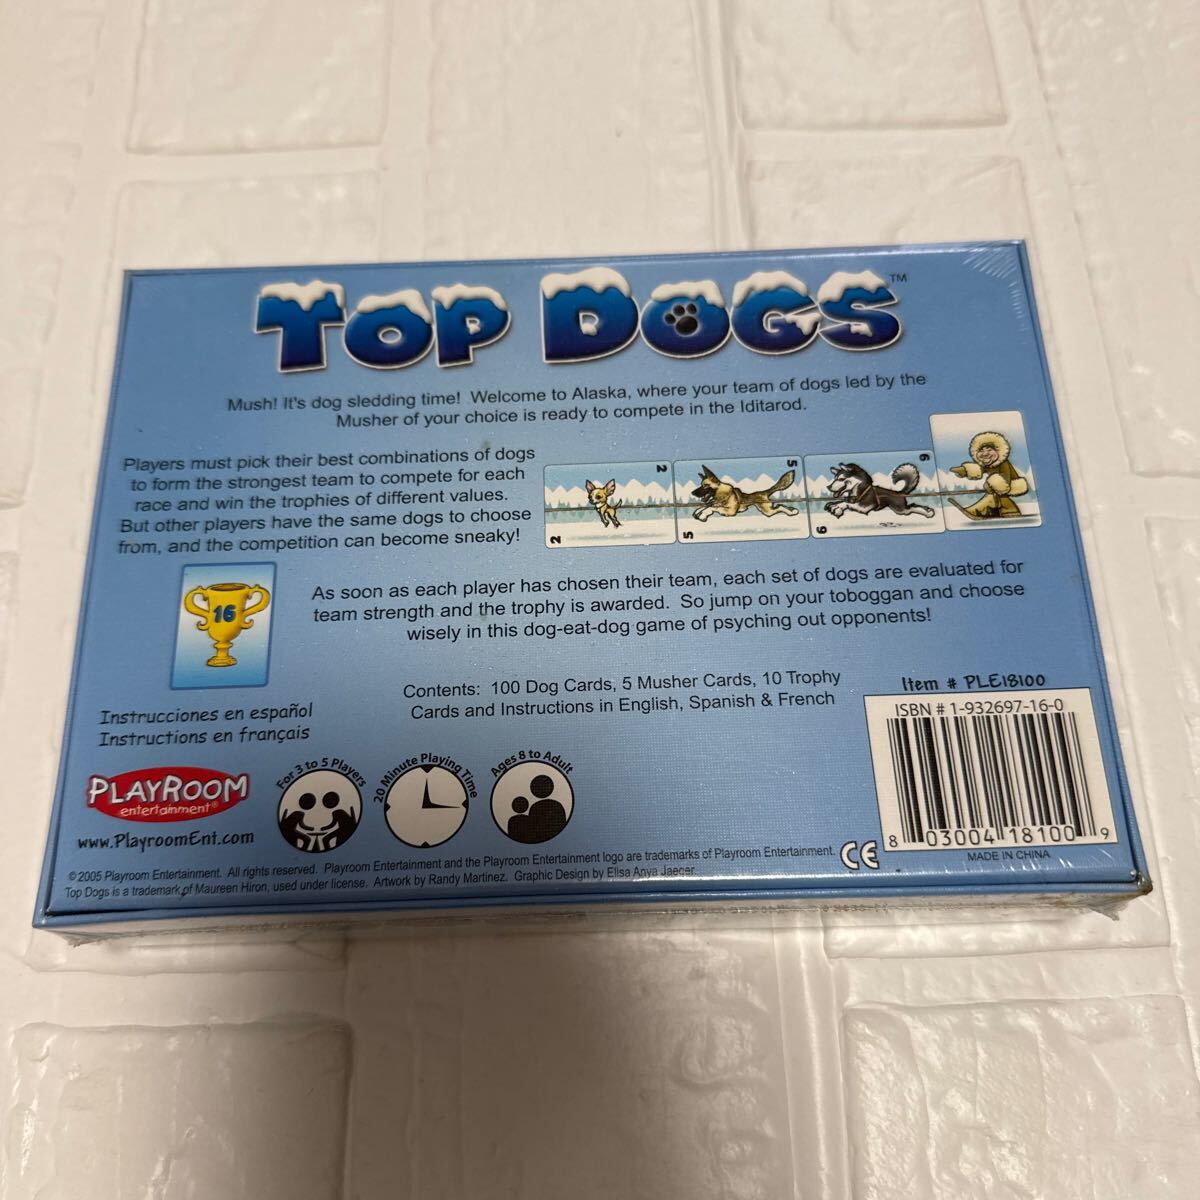 TOP DOGS™
Mush! It's dog sledding time! Welcome to Alaska, where your team of dogs led by the
Musher of your choice is ready to compete in the Iditarod.
Players must pick their best combinations of dogs
to form the strongest team to compete for each
race and win the trophies of different values.
But other players have the same dogs to choose
from, and the competition can become sneaky!
2
2
5
5
6
6
16
As soon as each player has chosen their team, each set of dogs are evaluated for
team strength and the trophy is awarded. So jump on your toboggan and choose
wisely in this dog-eat-dog game of psyching out opponents!
Contents: 100 Dog Cards, 5 Musher Cards, 10 Trophy
Cards and Instructions in English, Spanish & French
Instrucciones en español
Instructions en français
Item # PLE18100
ISBN # 1-932697-16-0
8 03004 18100 9
MADE IN CHINA
PLAYROOM
entertainment®
www.PlayroomEnt.com
For 3 to 5 Players
20 Minute Playing Time
Ages 8 to Adult
CE
©2005 Playroom Entertainment. All rights reserved. Playroom Entertainment and the Playroom Entertainment logo are trademarks of Playroom Entertainment.
Top Dogs is a trademark of Maureen Hiron, used under license. Artwork by Randy Martinez. Graphic Design by Elisa Anya Jaeger.